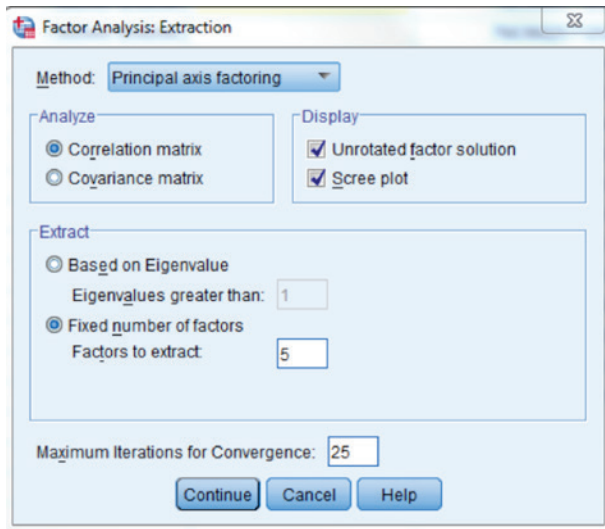 Factor Analysis: Extraction
Method: Principal axis factoring
Analyze
Correlation matrix
Covariance matrix
Display
Unrotated factor solution
Scree plot
Extract
Based on Eigenvalue
Eigenvalues greater than: 1
Fixed number of factors
Factors to extract: 5
Maximum Iterations for Convergence: 25
Continue Cancel Help